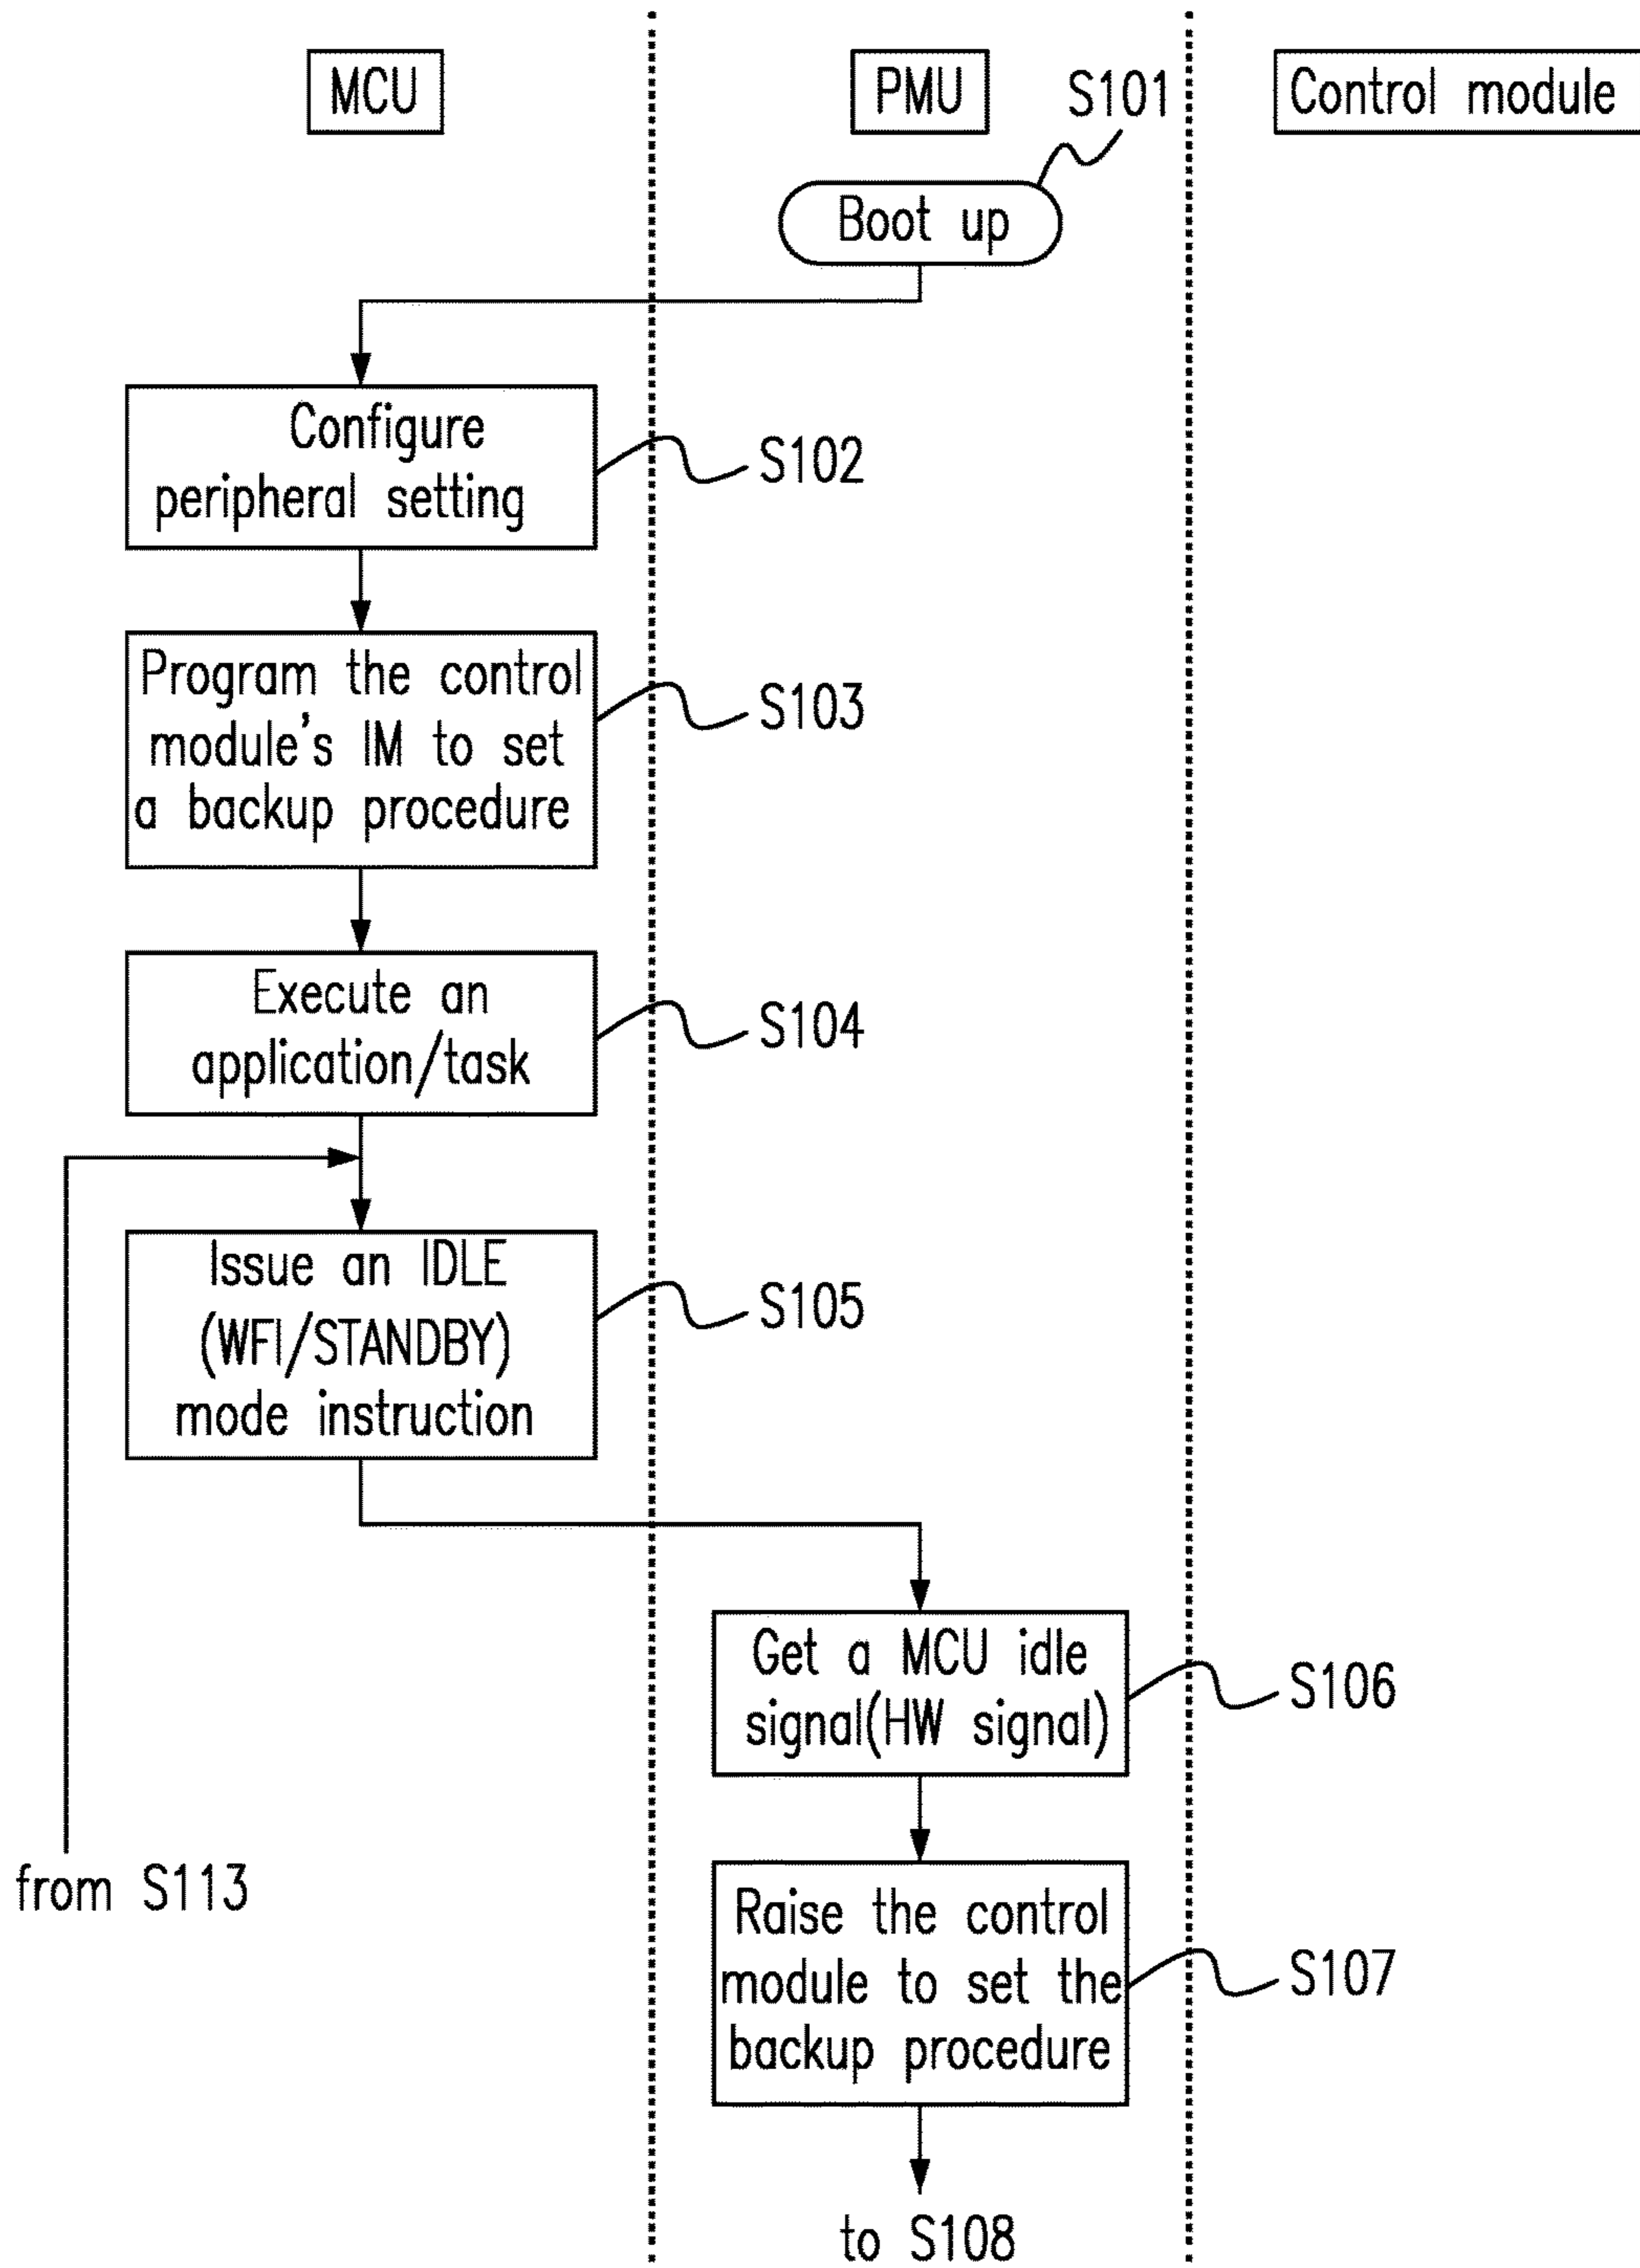 MCU
PMU
S101
Control module
Boot up
Configure
peripheral setting
S102
Program the control
module's IM to set
a backup procedure
S103
Execute an
application/task
S104
Issue an IDLE
(WFI/STANDBY)
mode instruction
S105
Get a MCU idle
signal(HW signal)
S106
from S113
Raise the control
module to set the
backup procedure
S107
to S108